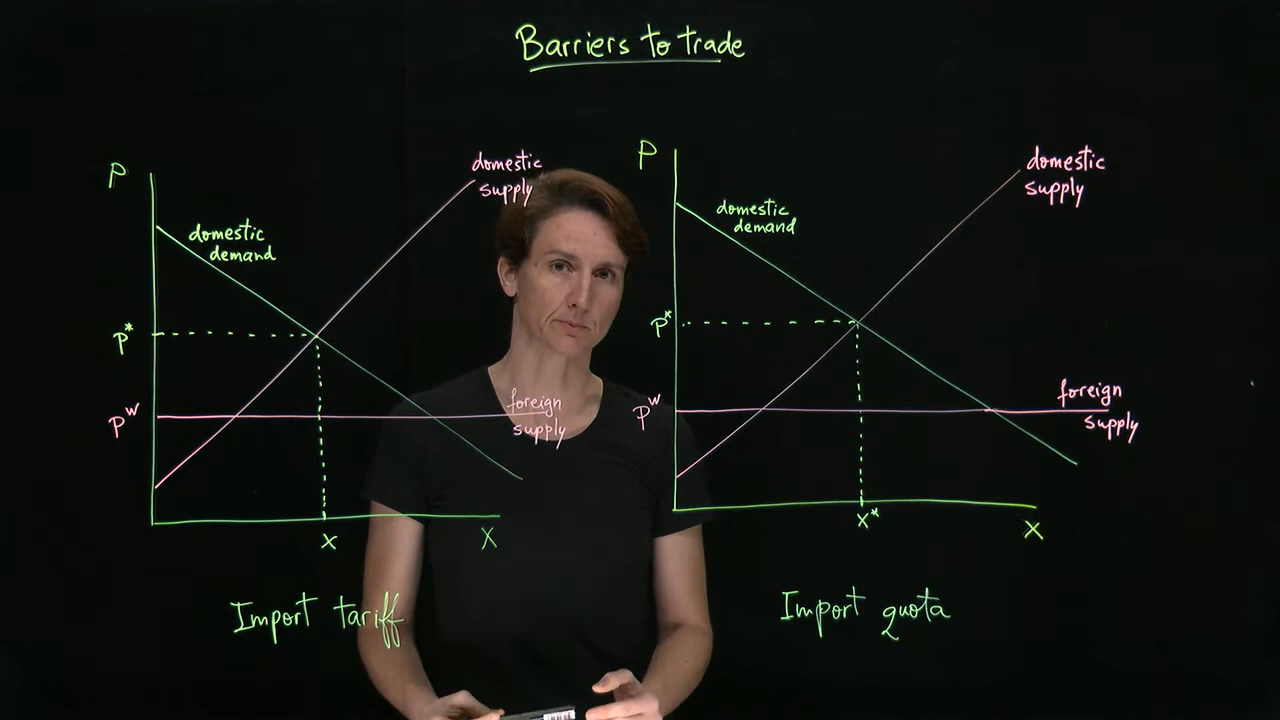 Barriers to trade
P
domestic
supply
domestic
demand
P*
P^W
foreign
supply
X
X
Import tariff
P
domestic
supply
domestic
demand
P*
P^W
foreign
supply
X*
X
Import quota